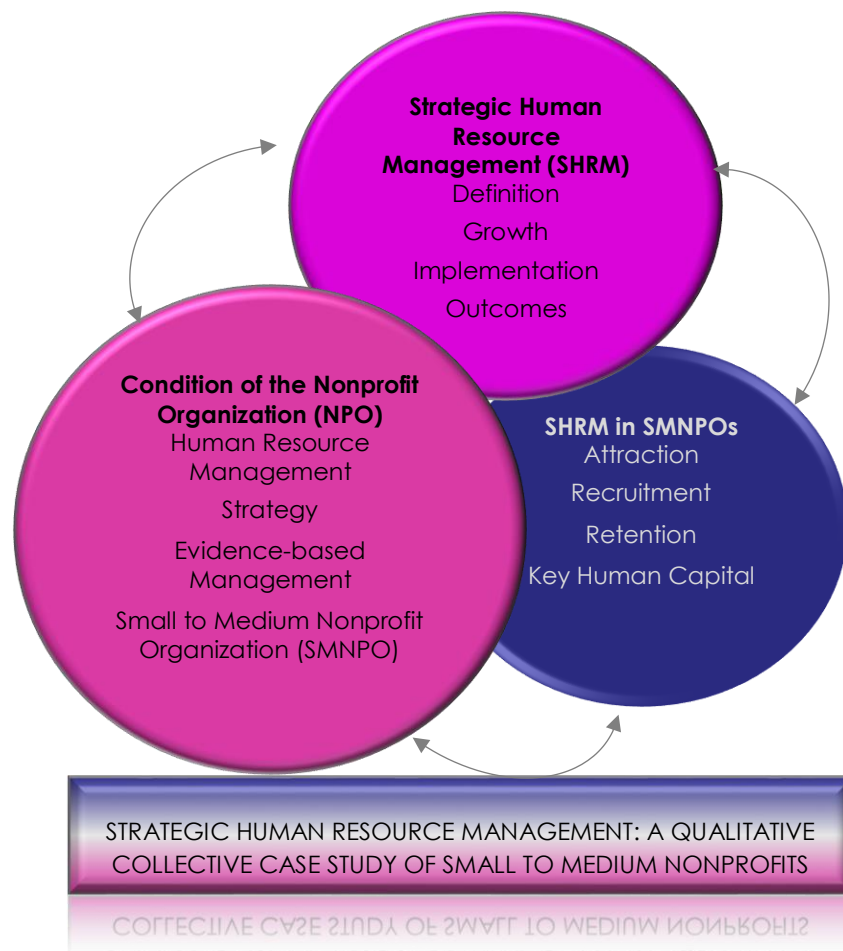 Strategic Human
Resource
Management (SHRM)
Definition
Growth
Implementation
Outcomes
Condition of the Nonprofit
Organization (NPO)
Human Resource
Management
Strategy
Evidence-based
Management
Small to Medium Nonprofit
Organization (SMNPO)
SHRM in SMNPOs
Attraction
Recruitment
Retention
Key Human Capital
STRATEGIC HUMAN RESOURCE MANAGEMENT: A QUALITATIVE
COLLECTIVE CASE STUDY OF SMALL TO MEDIUM NONPROFITS